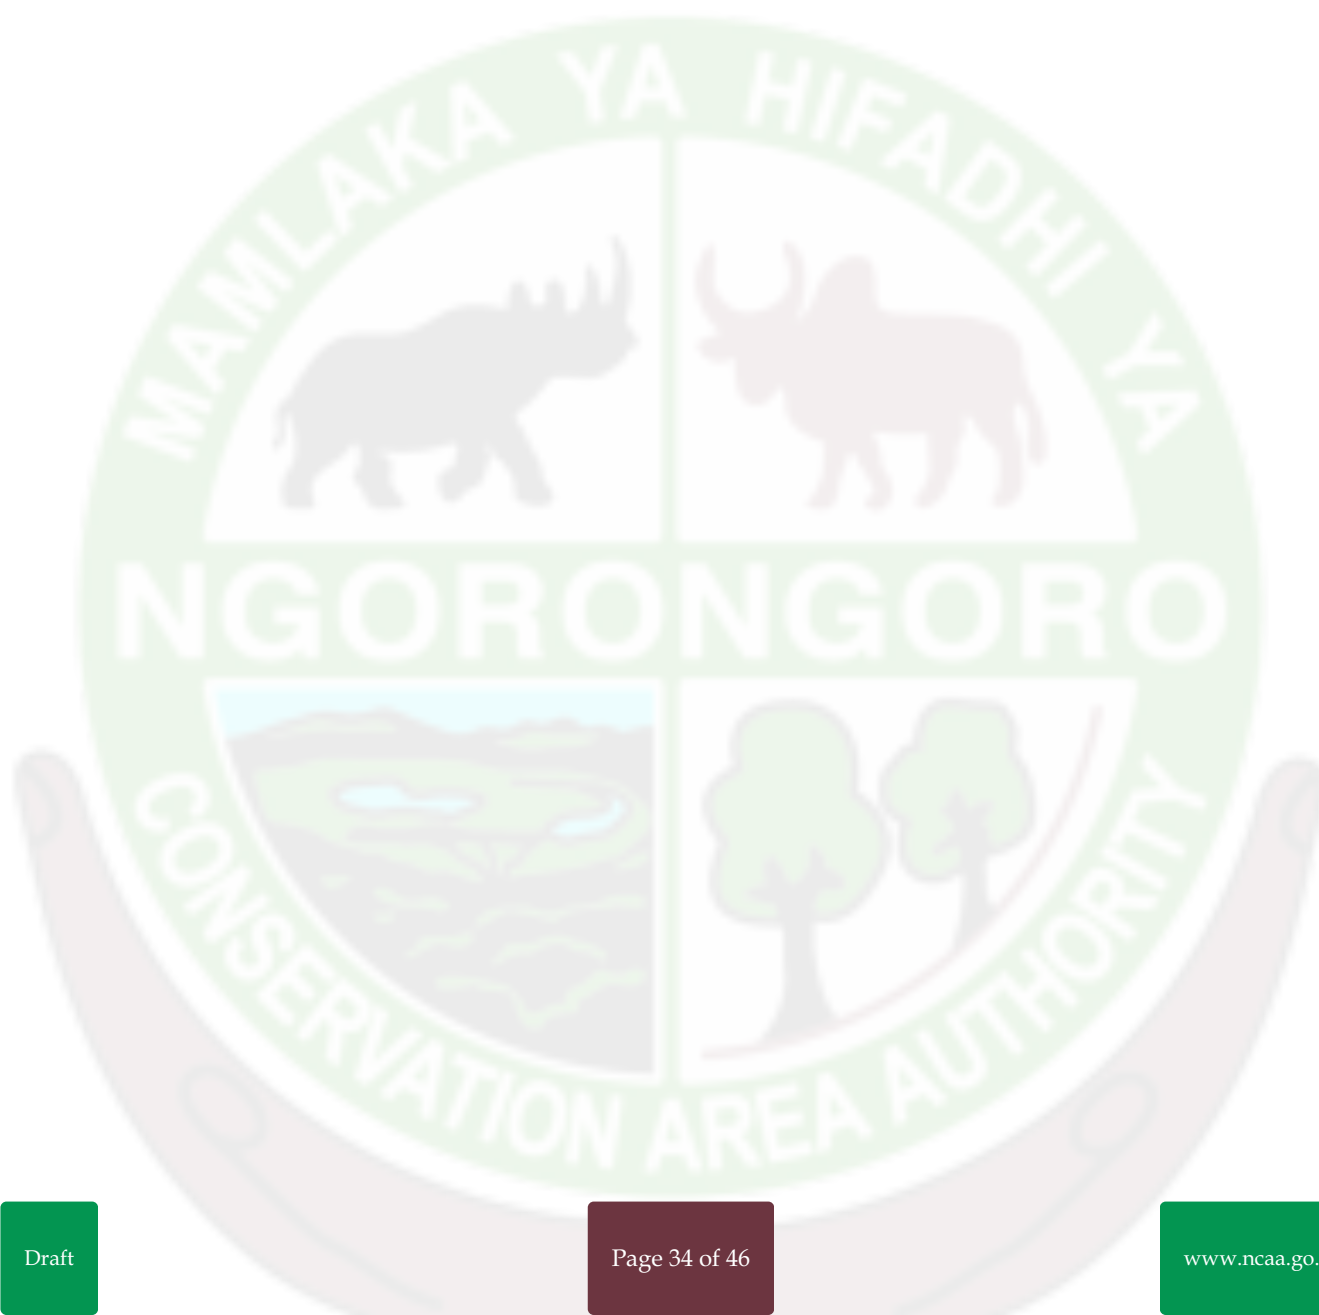 MAMLAKA YA HIFADHI YA
NGORONGORO
CONSERVATION AREA AUTHORITY
Draft
Page 34 of 46
www.ncaa.go.